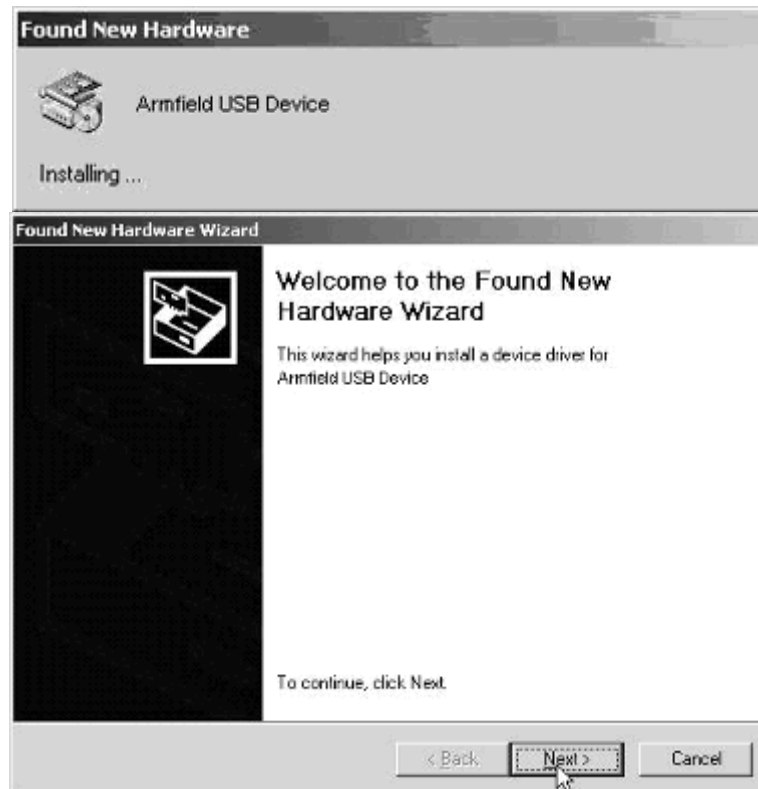 Found New Hardware
Armfield USB Device
Installing ...
Found New Hardware Wizard
Welcome to the Found New
Hardware Wizard
This wizard helps you install a device driver for
Armfield USB Device
To continue, click Next.
< Back Next > Cancel